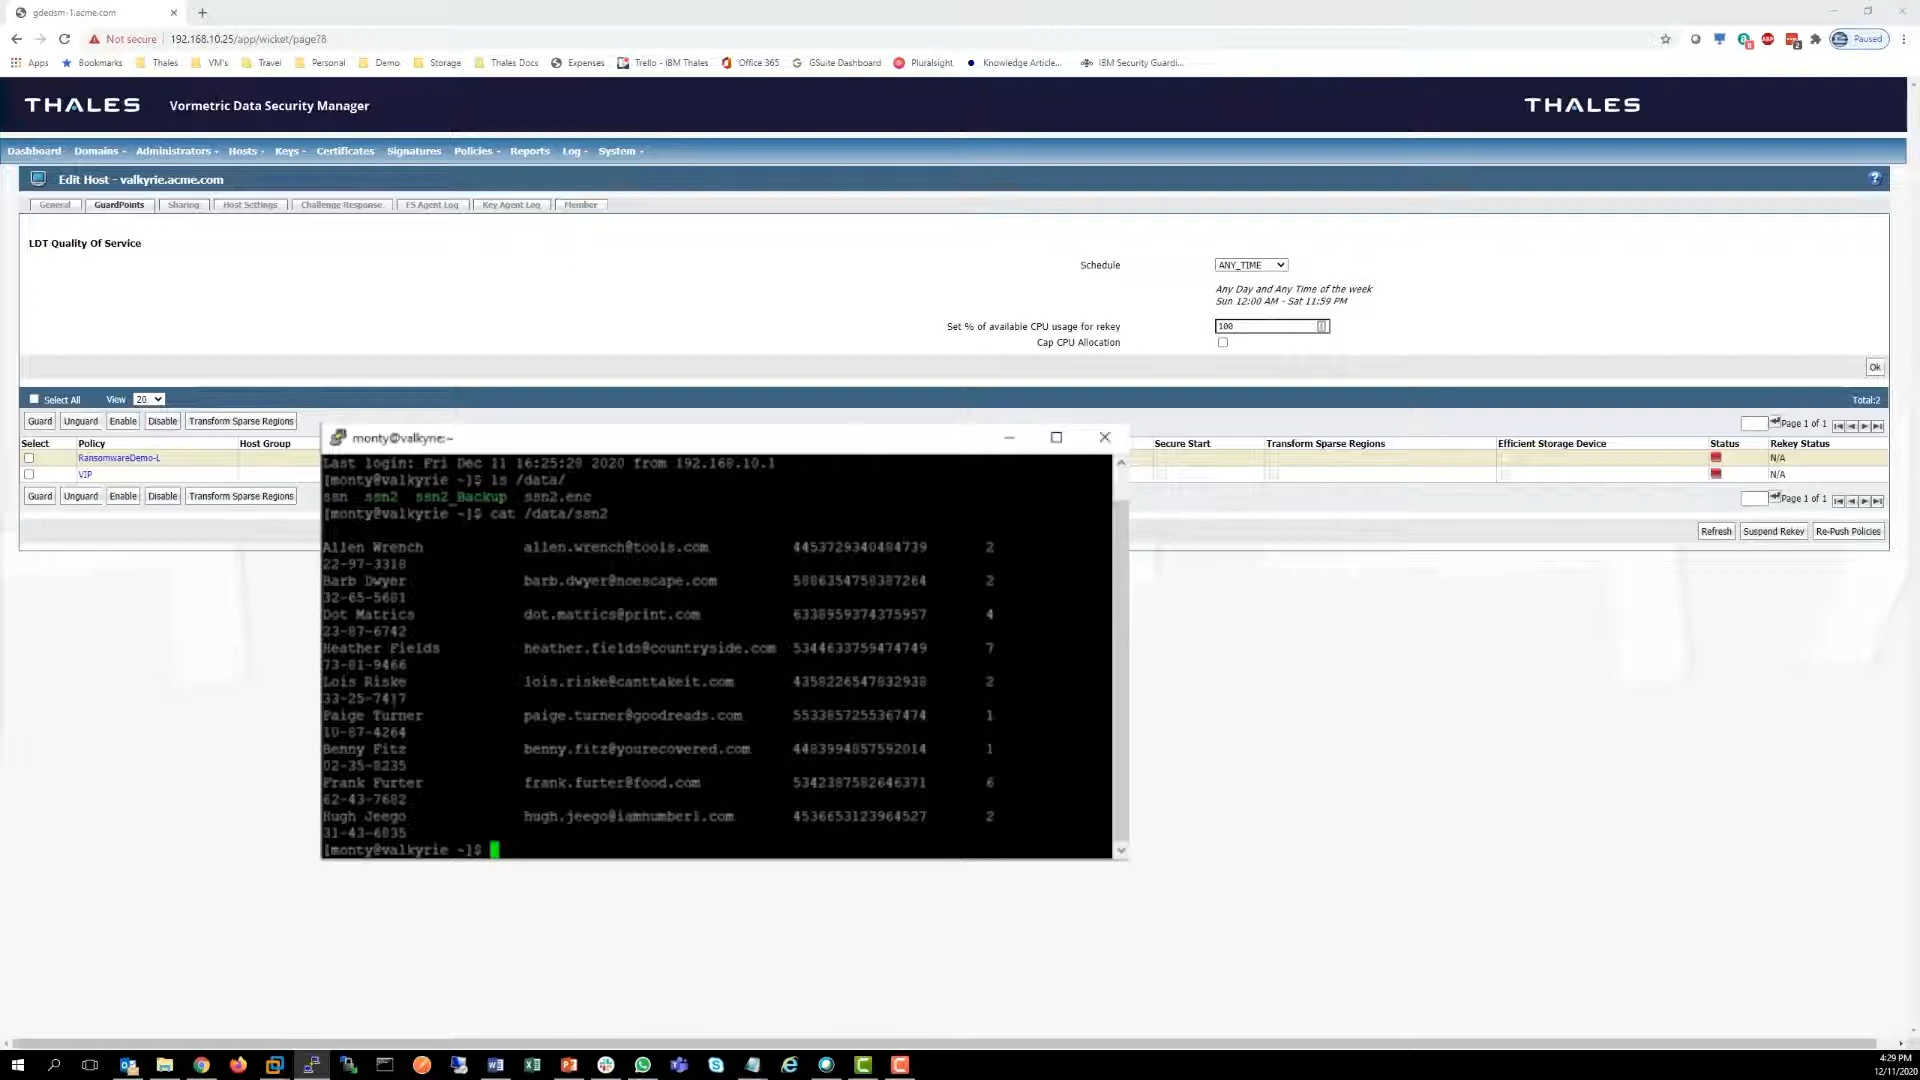 gdedsm-1.acme.com
Not secure 192.168.10.25/app/wicket/page?8
Paused
Apps Bookmarks Thales VM's Travel Personal Demo Storage Thales Docs Expenses Trello - IBM Thales Office 365 GSuite Dashboard Pluralsight Knowledge Article... IBM Security Guardi...
THALES Vormetric Data Security Manager THALES
Dashboard Domains Administrators Hosts Keys Certificates Signatures Policies Reports Log System
Edit Host - valkyrie.acme.com
General GuardPoints Sharing Host Settings Challenge Response FS Agent Log Key Agent Log Member
LDT Quality Of Service
Schedule ANY_TIME
Any Day and Any Time of the week
Sun 12:00 AM - Sat 11:59 PM
Set % of available CPU usage for rekey 100
Cap CPU Allocation
Ok
Select All View 20 Total:2
Guard Unguard Enable Disable Transform Sparse Regions Page 1 of 1
Select Policy Host Group Secure Start Transform Sparse Regions Efficient Storage Device Status Rekey Status
RansomwareDemo-L N/A
VIP N/A
Guard Unguard Enable Disable Transform Sparse Regions Page 1 of 1
Refresh Suspend Rekey Re-Push Policies
monty@valkyrie:~
Last login: Fri Dec 11 16:25:28 2020 from 192.168.10.1
[monty@valkyrie ~]$ ls /data/
ssn ssn2 ssn2_Backup ssn2.enc
[monty@valkyrie ~]$ cat /data/ssn2
Allen Wrench allen.wrench@tools.com 4453729340484739 2
22-97-3318
Barb Dwyer barb.dwyer@noescape.com 5886354758387264 2
32-65-5681
Dot Matrics dot.matrics@print.com 6338959374375957 4
23-87-6742
Heather Fields heather.fields@countryside.com 5344633759474749 7
73-81-9466
Lois Riske lois.riske@canttakeit.com 4358226547832938 2
33-25-7417
Paige Turner paige.turner@goodreads.com 5533857255367474 1
10-87-4264
Benny Fitz benny.fitz@yourecovered.com 4483994857592014 1
02-35-8235
Frank Furter frank.furter@food.com 5342387582646371 6
62-43-7682
Hugh Jeego hugh.jeego@iamnumber1.com 4536653123964527 2
31-43-6835
[monty@valkyrie ~]$
4:29 PM
12/11/2020